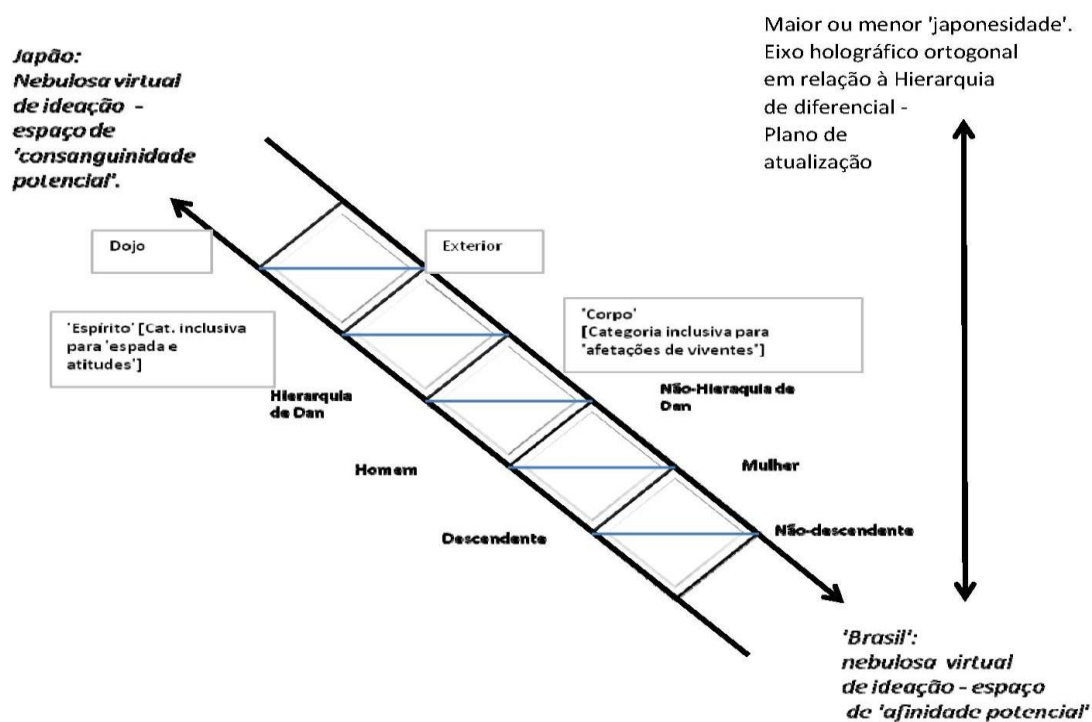 Japão:
Nebulosa virtual
de ideação -
espaço de
'consanguinidade
potencial'.
Maior ou menor 'japonesidade'.
Eixo holográfico ortogonal
em relação à Hierarquia
de diferencial -
Plano de
atualização
Dojo
Exterior
'Espírito' [Cat. inclusiva
para 'espada e
atitudes']
'Corpo'
[Categoria inclusiva para
'afetações de viventes']
Hierarquia
de Dan
Não-Hieraquia de
Dan
Homem
Mulher
Descendente
Não-descendente
'Brasil':
nebulosa virtual
de ideação - espaço
de 'afinidade potencial'